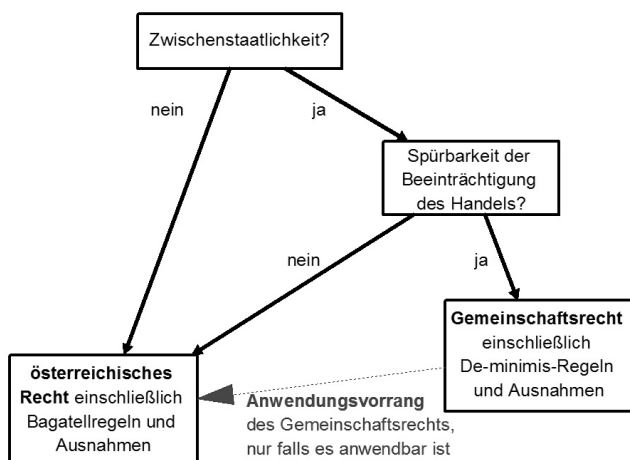 Zwischenstaatlichkeit?
nein
ja
Spürbarkeit der
Beeinträchtigung
des Handels?
nein
ja
Gemeinschaftsrecht
einschließlich
De-minimis-Regeln
und Ausnahmen
österreichisches
Recht einschließlich
Bagatellregeln und
Ausnahmen
Anwendungsvorrang
des Gemeinschaftsrechts,
nur falls es anwendbar ist